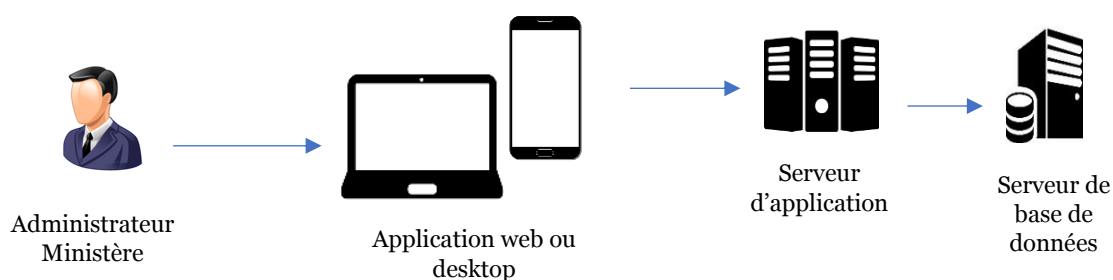 Administrateur
Ministère
Application web ou
desktop
Serveur
d’application
Serveur de
base de
données